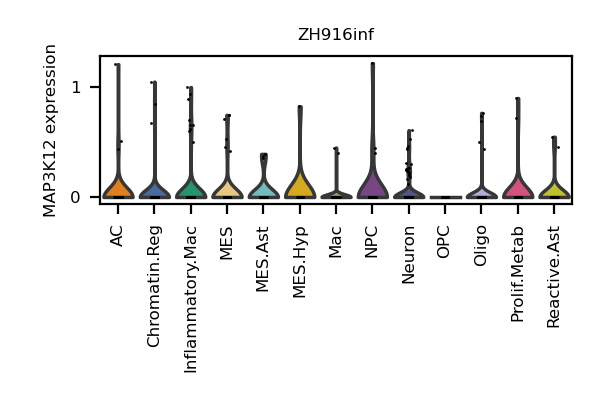 ZH916inf
MAP3K12 expression
1
0
AC
Chromatin.Reg
Inflammatory.Mac
MES
MES.Ast
MES.Hyp
Mac
NPC
Neuron
OPC
Oligo
Prolif.Metab
Reactive.Ast